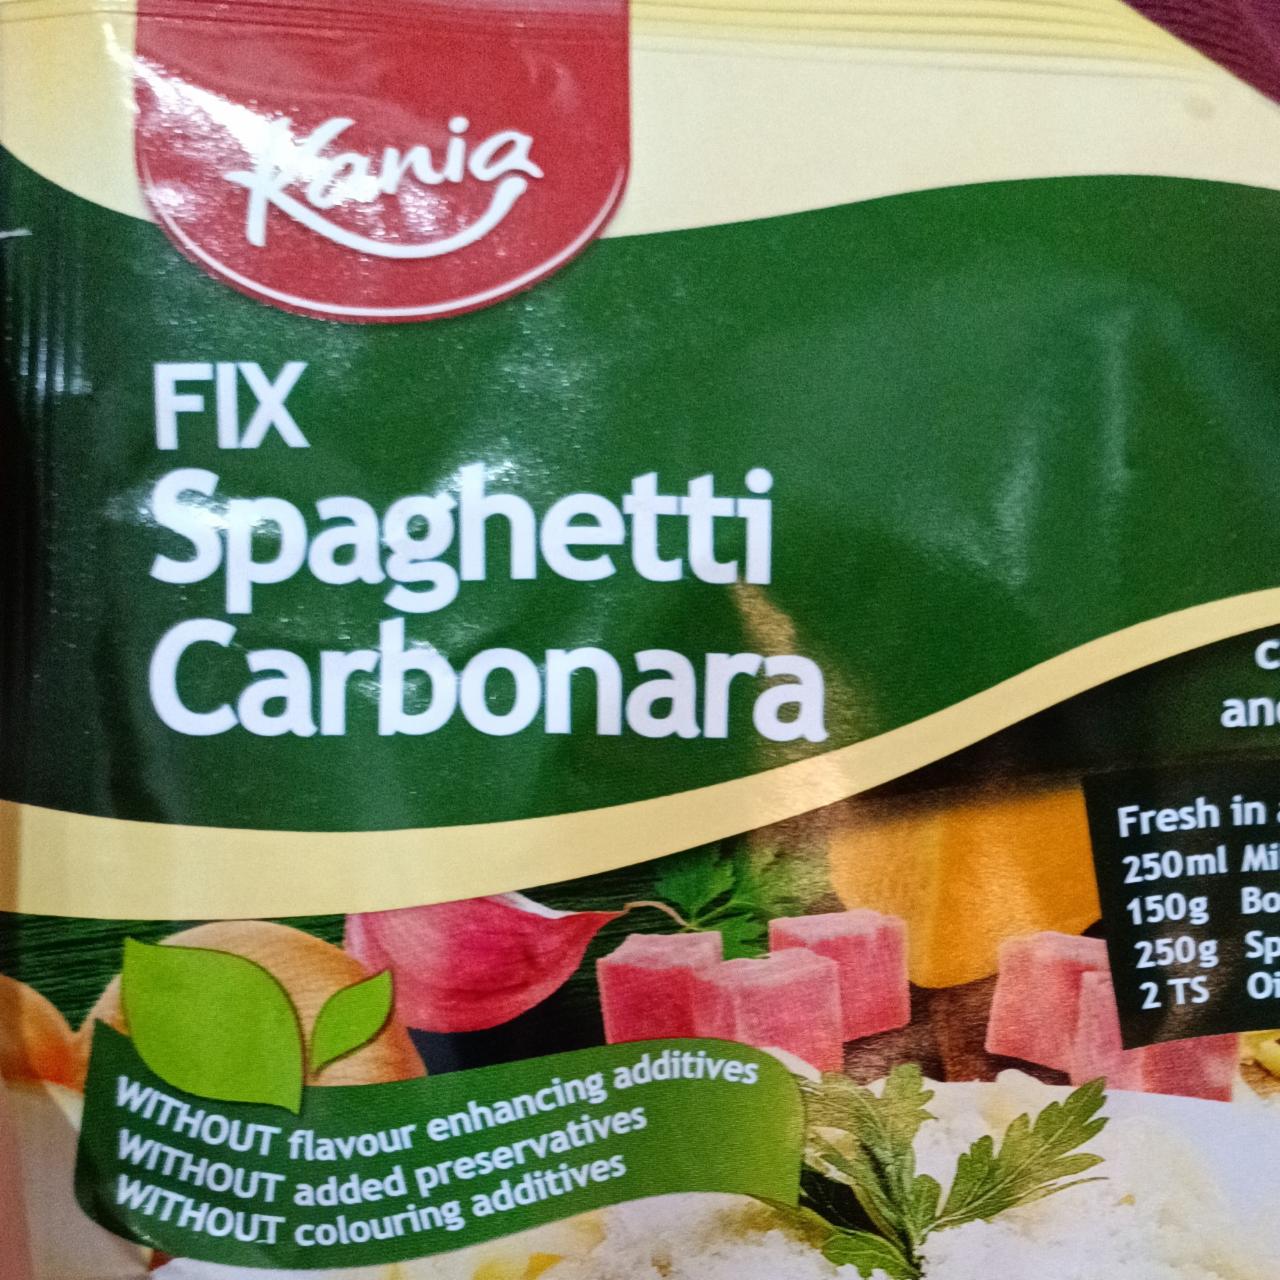 Kania
FIX
Spaghetti
Carbonara
Fresh in
250ml
150g
250g
2 TS
WITHOUT flavour enhancing additives
WITHOUT added preservatives
WITHOUT colouring additives